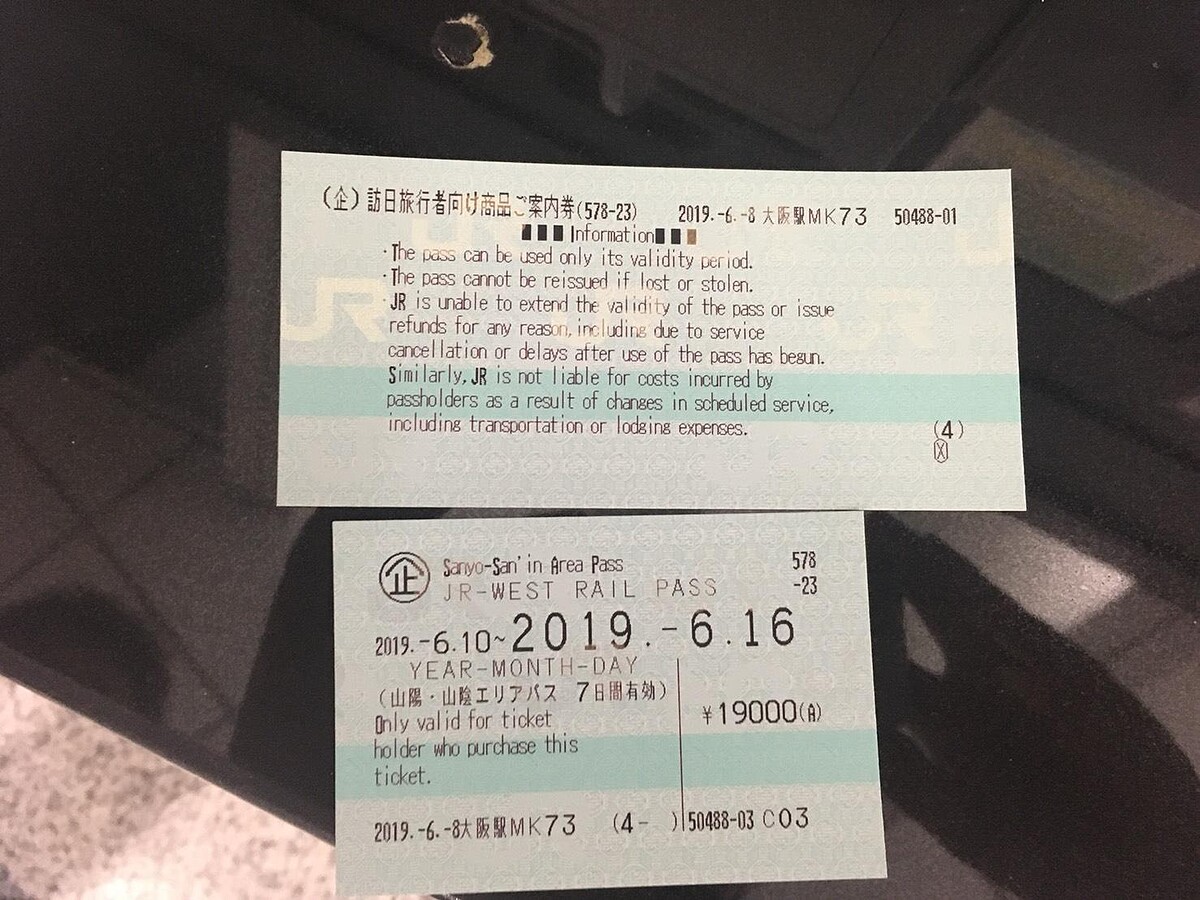 (企) 訪日旅行者向け商品ご案内券(578-23) 2019.-6.-8 大阪駅MK73 50488-01
■■■ Information■■■
・The pass can be used only its validity period.
・The pass cannot be reissued if lost or stolen.
・JR is unable to extend the validity of the pass or issue
refunds for any reason, including due to service
cancellation or delays after use of the pass has begun.
Similarly, JR is not liable for costs incurred by
passholders as a result of changes in scheduled service,
including transportation or lodging expenses.
(4)
JR
企 Sanyo-San'in Area Pass 578
JR-WEST RAIL PASS -23
2019.-6.10~2019.-6.16
YEAR-MONTH-DAY
(山陽・山陰エリアパス 7日間有効)
Only valid for ticket ¥19000(A)
holder who purchase this
ticket.
2019.-6.-8大阪駅MK73 (4- ) 50488-03 C03